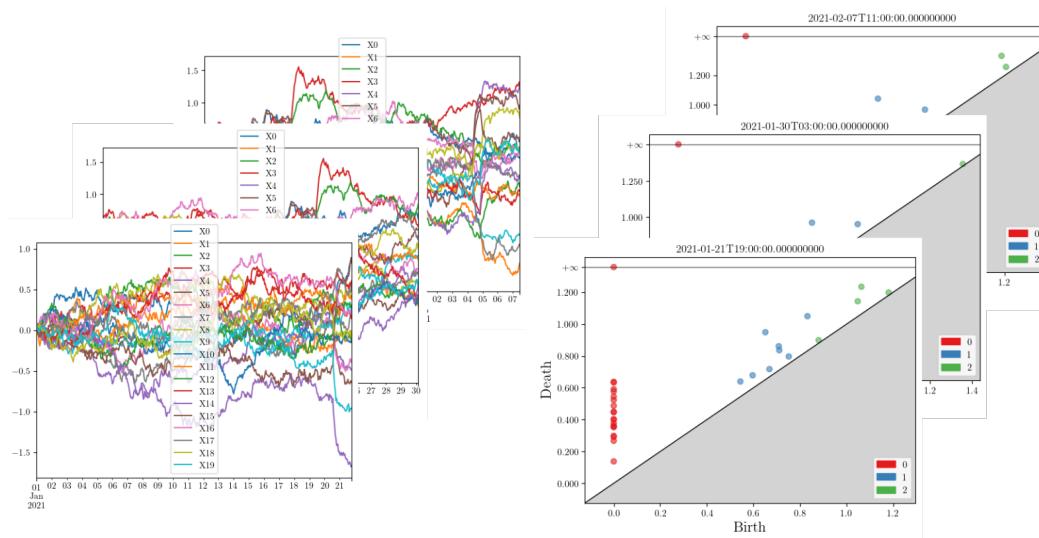 2021-02-07T11:00:00.000000000
+∞
1.200
1.000
1.2
X0
X1
X2
X3
X4
X5
X6
1.5
1.0
02 03 04 05 06 07
2021-01-30T03:00:00.000000000
+∞
1.250
1.000
0
1
2
1.2 1.4
X0
X1
X2
X3
X4
X5
X6
1.5
1.0
27 28 29 30
2021-01-21T19:00:00.000000000
+∞
1.200
1.000
0.800
0.600
0.400
0.200
0.000
Death
0.0 0.2 0.4 0.6 0.8 1.0 1.2
Birth
0
1
2
0
1
2
X0
X1
X2
X3
X4
X5
X6
X7
X8
X9
X10
X11
X12
X13
X14
X15
X16
X17
X18
X19
1.0
0.5
0.0
−0.5
−1.0
−1.5
01 02 03 04 05 06 07 08 09 10 11 12 13 14 15 16 17 18 19 20 21
Jan
2021